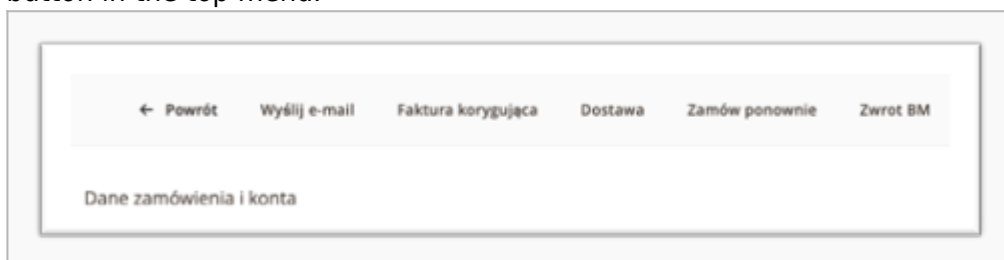 button in the top menu.
← Powrót Wyślij e-mail Faktura korygująca Dostawa Zamów ponownie Zwrot BM
Dane zamówienia i konta